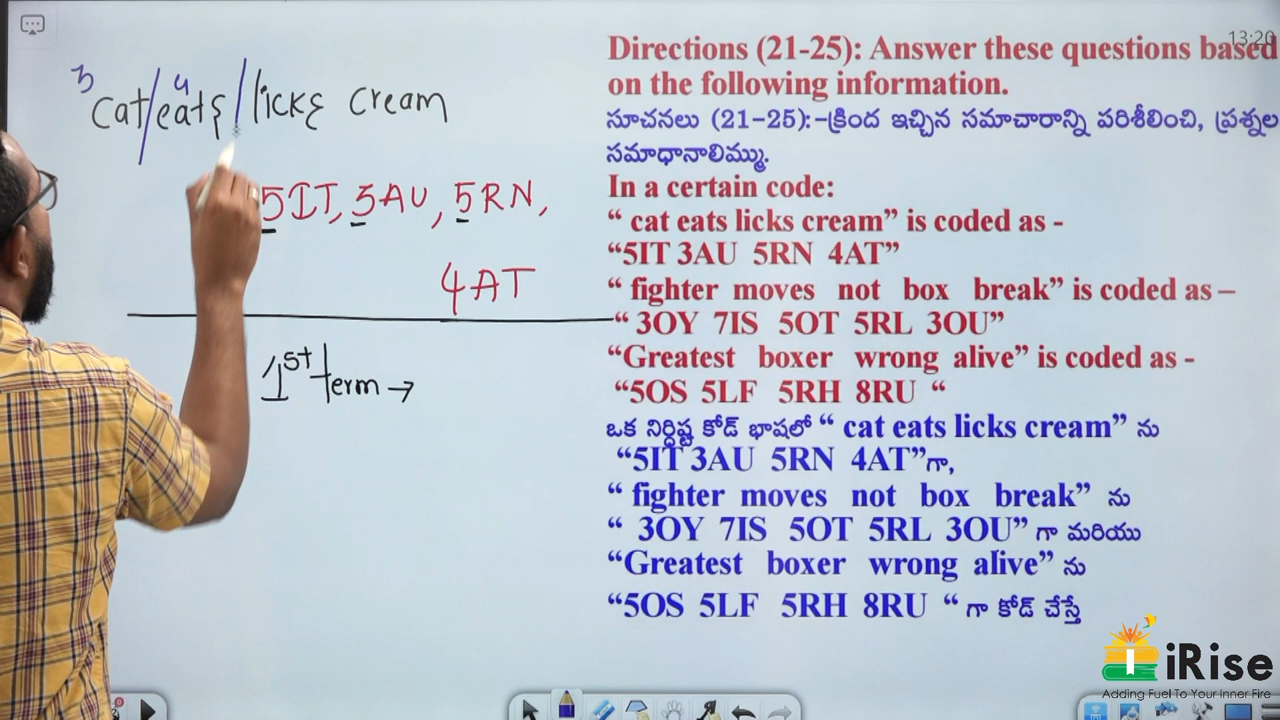 13:20
3 4
cat/eats/licks cream
5IT, 5AU, 5RN,
4AT
1st term →
Directions (21-25): Answer these questions based
on the following information.
సూచనలు (21-25):-క్రింద ఇచ్చిన సమాచారాన్ని పరిశీలించి, ప్రశ్నల
సమాధానాలిమ్ము.
In a certain code:
“ cat eats licks cream” is coded as -
“5IT 3AU 5RN 4AT”
“ fighter moves not box break” is coded as –
“ 3OY 7IS 5OT 5RL 3OU”
“Greatest boxer wrong alive” is coded as -
“5OS 5LF 5RH 8RU “
ఒక నిర్ధిష్ట కోడ్ భాషలో “ cat eats licks cream” ను
“5IT 3AU 5RN 4AT”గా,
“ fighter moves not box break” ను
“ 3OY 7IS 5OT 5RL 3OU” గా మరియు
“Greatest boxer wrong alive” ను
“5OS 5LF 5RH 8RU “ గా కోడ్ చేస్తే
iRise
Adding Fuel To Your Inner Fire